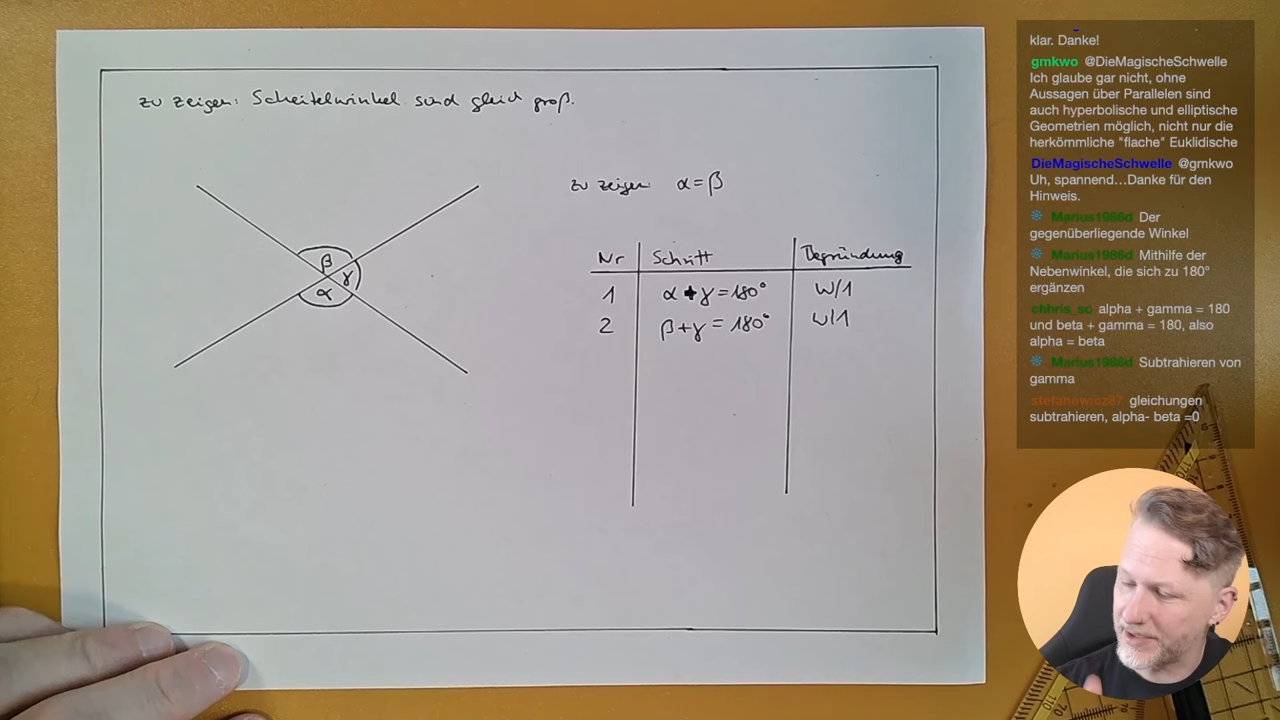 zu zeigen: Scheitelwinkel sind gleich groß.
zu zeigen: α=β
β
γ
α
Nr Schritt Begründung
1 α+γ=180° W/1
2 β+γ=180° W/1
klar. Danke!
gmkwo @DieMagischeSchwelle
Ich glaube gar nicht, ohne
Aussagen über Parallelen sind
auch hyperbolische und elliptische
Geometrien möglich, nicht nur die
herkömmliche "flache" Euklidische
DieMagischeSchwelle @gmkwo
Uh, spannend…Danke für den
Hinweis.
Marius1986d Der
gegenüberliegende Winkel
Marius1986d Mithilfe der
Nebenwinkel, die sich zu 180°
ergänzen
chhris_sc alpha + gamma = 180
und beta + gamma = 180, also
alpha = beta
Marius1986d Subtrahieren von
gamma
stefanowicz87 gleichungen
subtrahieren, alpha- beta =0